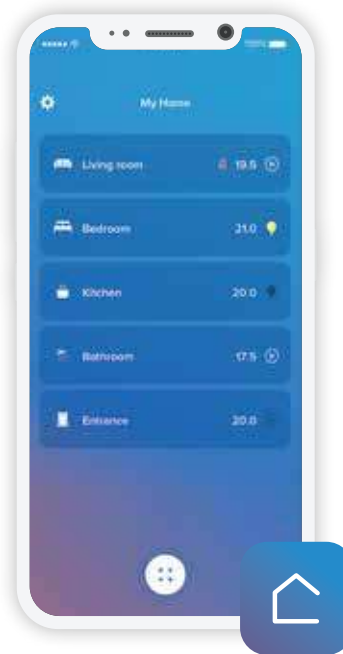 My Home
Living room 19.5
Bedroom 21.0
Kitchen 20.0
Bathroom 17.5
Entrance 20.0